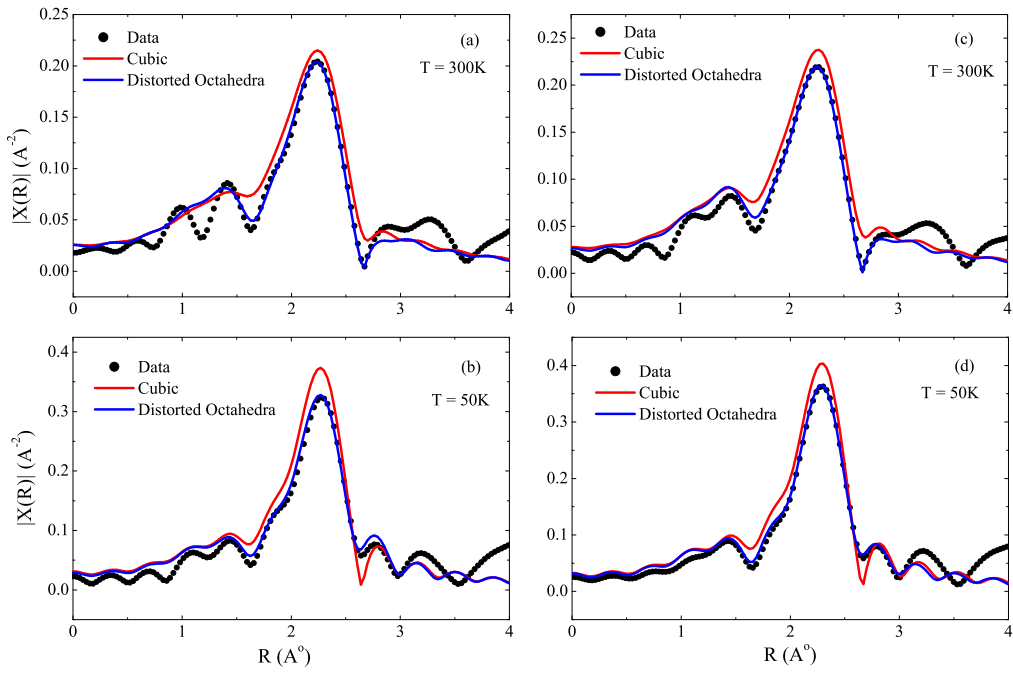 0.25
0.20
0.15
0.10
0.05
0.00
|X(R)| (A⁻²)
Data
Cubic
Distorted Octahedra
(a)
T = 300K
0 1 2 3 4
0.25
0.20
0.15
0.10
0.05
0.00
Data
Cubic
Distorted Octahedra
(c)
T = 300K
0 1 2 3 4
0.4
0.3
0.2
0.1
0.0
|X(R)| (A⁻²)
Data
Cubic
Distorted Octahedra
(b)
T = 50K
0 1 2 3 4
R (Aᵒ)
0.4
0.3
0.2
0.1
0.0
Data
Cubic
Distorted Octahedra
(d)
T = 50K
0 1 2 3 4
R (Aᵒ)